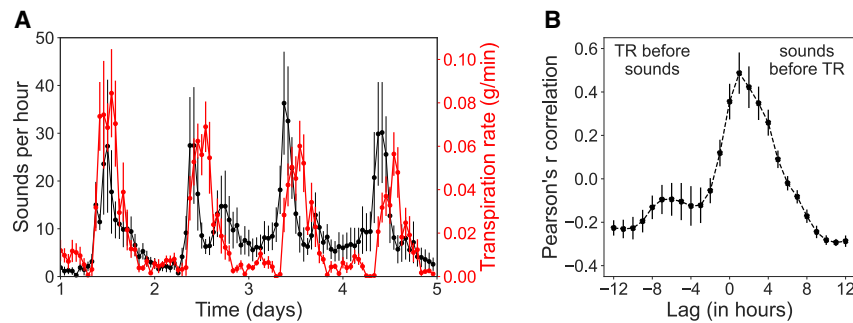 A
Sounds per hour
50
40
30
20
10
0
1
2
3
4
5
Time (days)
0.10
0.08
0.06
0.04
0.02
0.00
Transpiration rate (g/min)
B
Pearson's r correlation
0.6
0.4
0.2
0.0
−0.2
−0.4
TR before
sounds
sounds
before TR
−12
−8
−4
0
4
8
12
Lag (in hours)